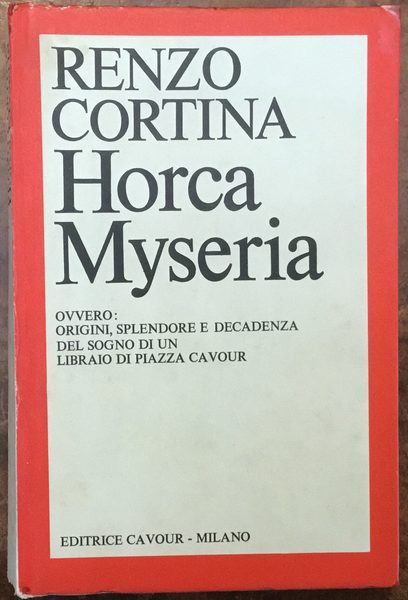 RENZO
CORTINA
Horca
Myseria
OVVERO:
ORIGINI, SPLENDORE E DECADENZA
DEL SOGNO DI UN
LIBRAIO DI PIAZZA CAVOUR
EDITRICE CAVOUR - MILANO